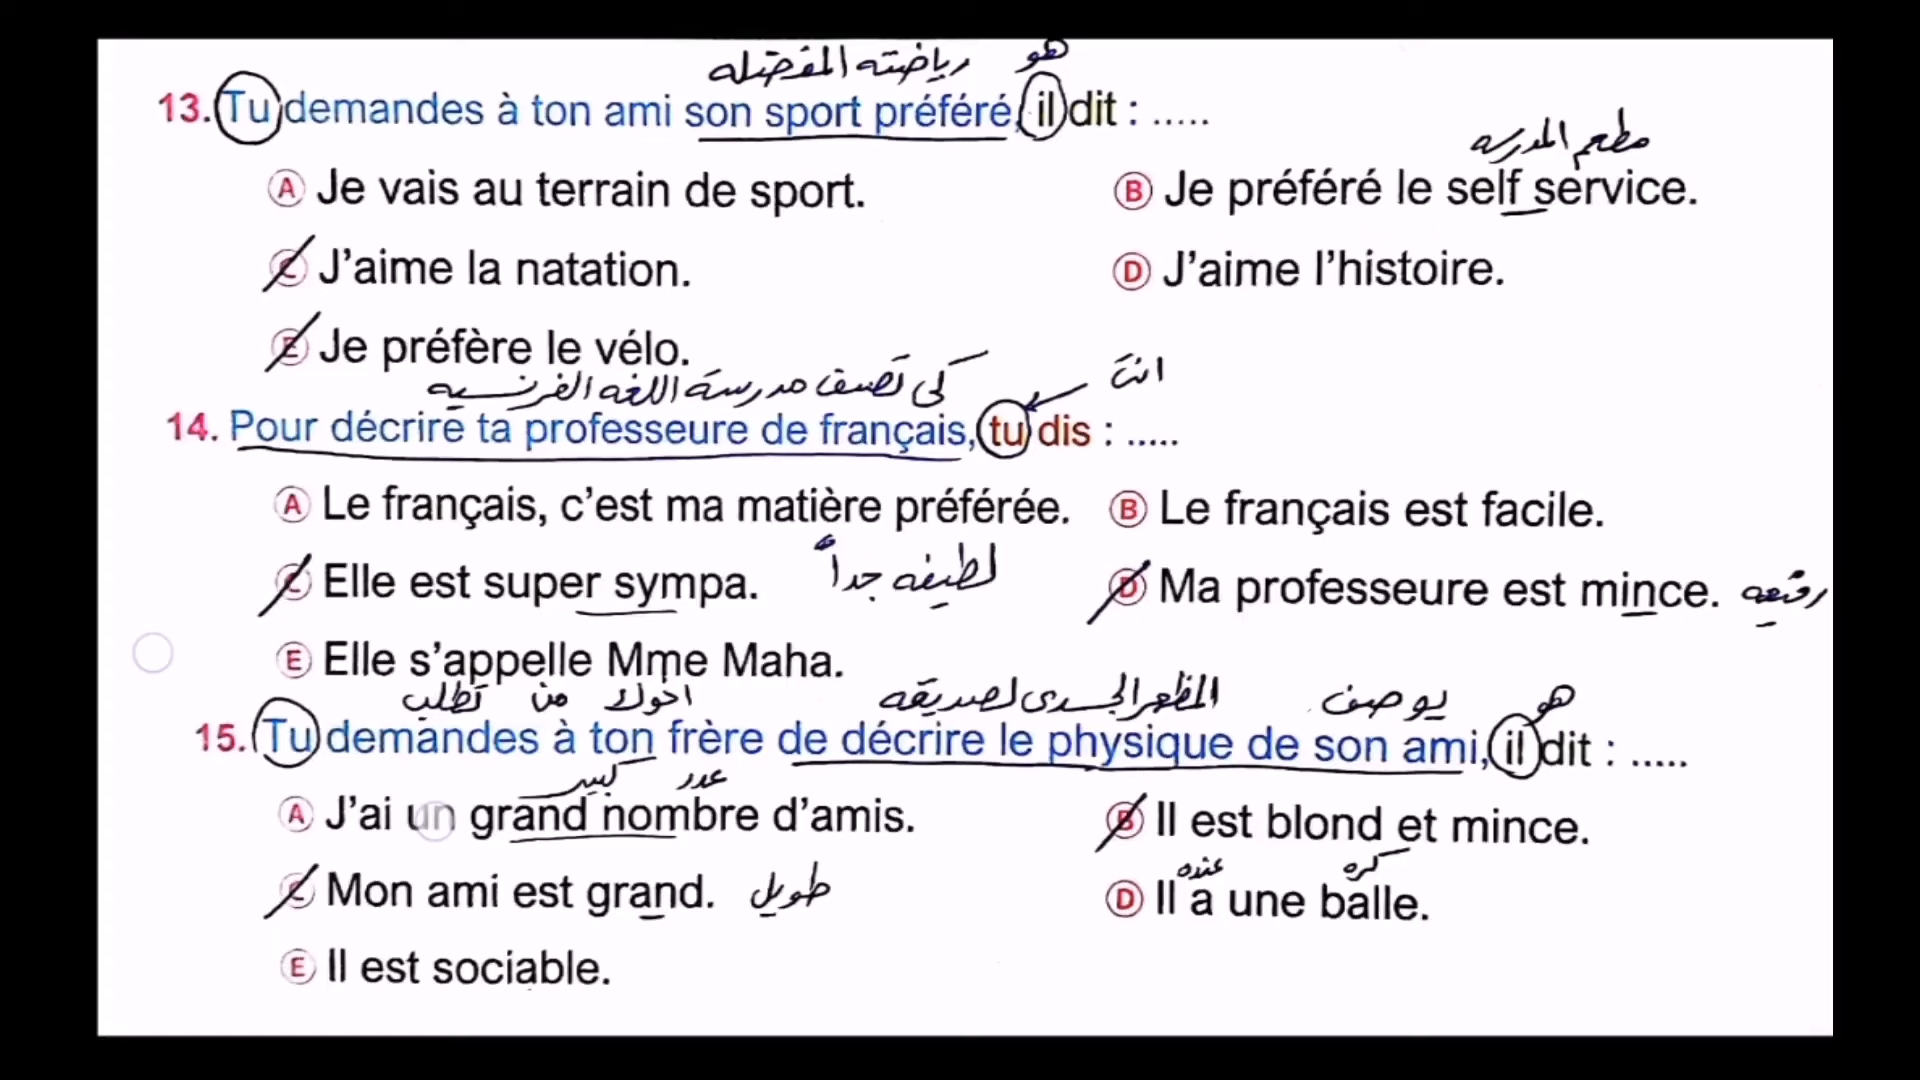 هو رياضته المفضله
13. Tu demandes à ton ami son sport préféré, il dit : .....
مطعم المدرسه
A Je vais au terrain de sport. B Je préféré le self service.
C J'aime la natation. D J'aime l'histoire.
E Je préfère le vélo.
انت كى تصف مدرسة اللغه الفرنسيه
14. Pour décrire ta professeure de français, tu dis : .....
A Le français, c'est ma matière préférée. B Le français est facile.
C Elle est super sympa. لطيفه جداً D Ma professeure est mince. رفيعه
E Elle s'appelle Mme Maha.
هو يوصف المظهر الجسدى لصديقه اخوك من تطلب
15. Tu demandes à ton frère de décrire le physique de son ami, il dit : .....
عدد كبير
A J'ai un grand nombre d'amis. B Il est blond et mince.
كره عنده
C Mon ami est grand. طويل D Il a une balle.
E Il est sociable.